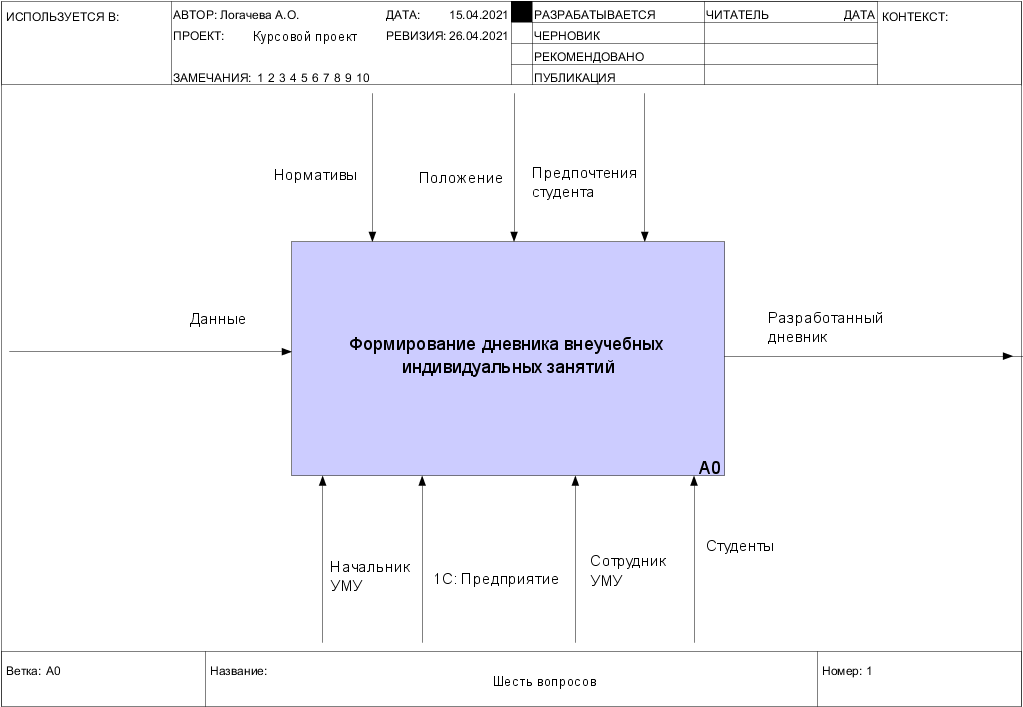 ИСПОЛЬЗУЕТСЯ В:
АВТОР: Логачева А.О.
ДАТА: 15.04.2021
РАЗРАБАТЫВАЕТСЯ
ЧИТАТЕЛЬ
ДАТА
КОНТЕКСТ:
ПРОЕКТ: Курсовой проект
РЕВИЗИЯ: 26.04.2021
ЧЕРНОВИК
РЕКОМЕНДОВАНО
ЗАМЕЧАНИЯ: 1 2 3 4 5 6 7 8 9 10
ПУБЛИКАЦИЯ
Нормативы
Положение
Предпочтения
студента
Данные
Формирование дневника внеучебных
индивидуальных занятий
A0
Разработанный
дневник
Начальник
УМУ
1С: Предприятие
Сотрудник
УМУ
Студенты
Ветка: A0
Название:
Шесть вопросов
Номер: 1